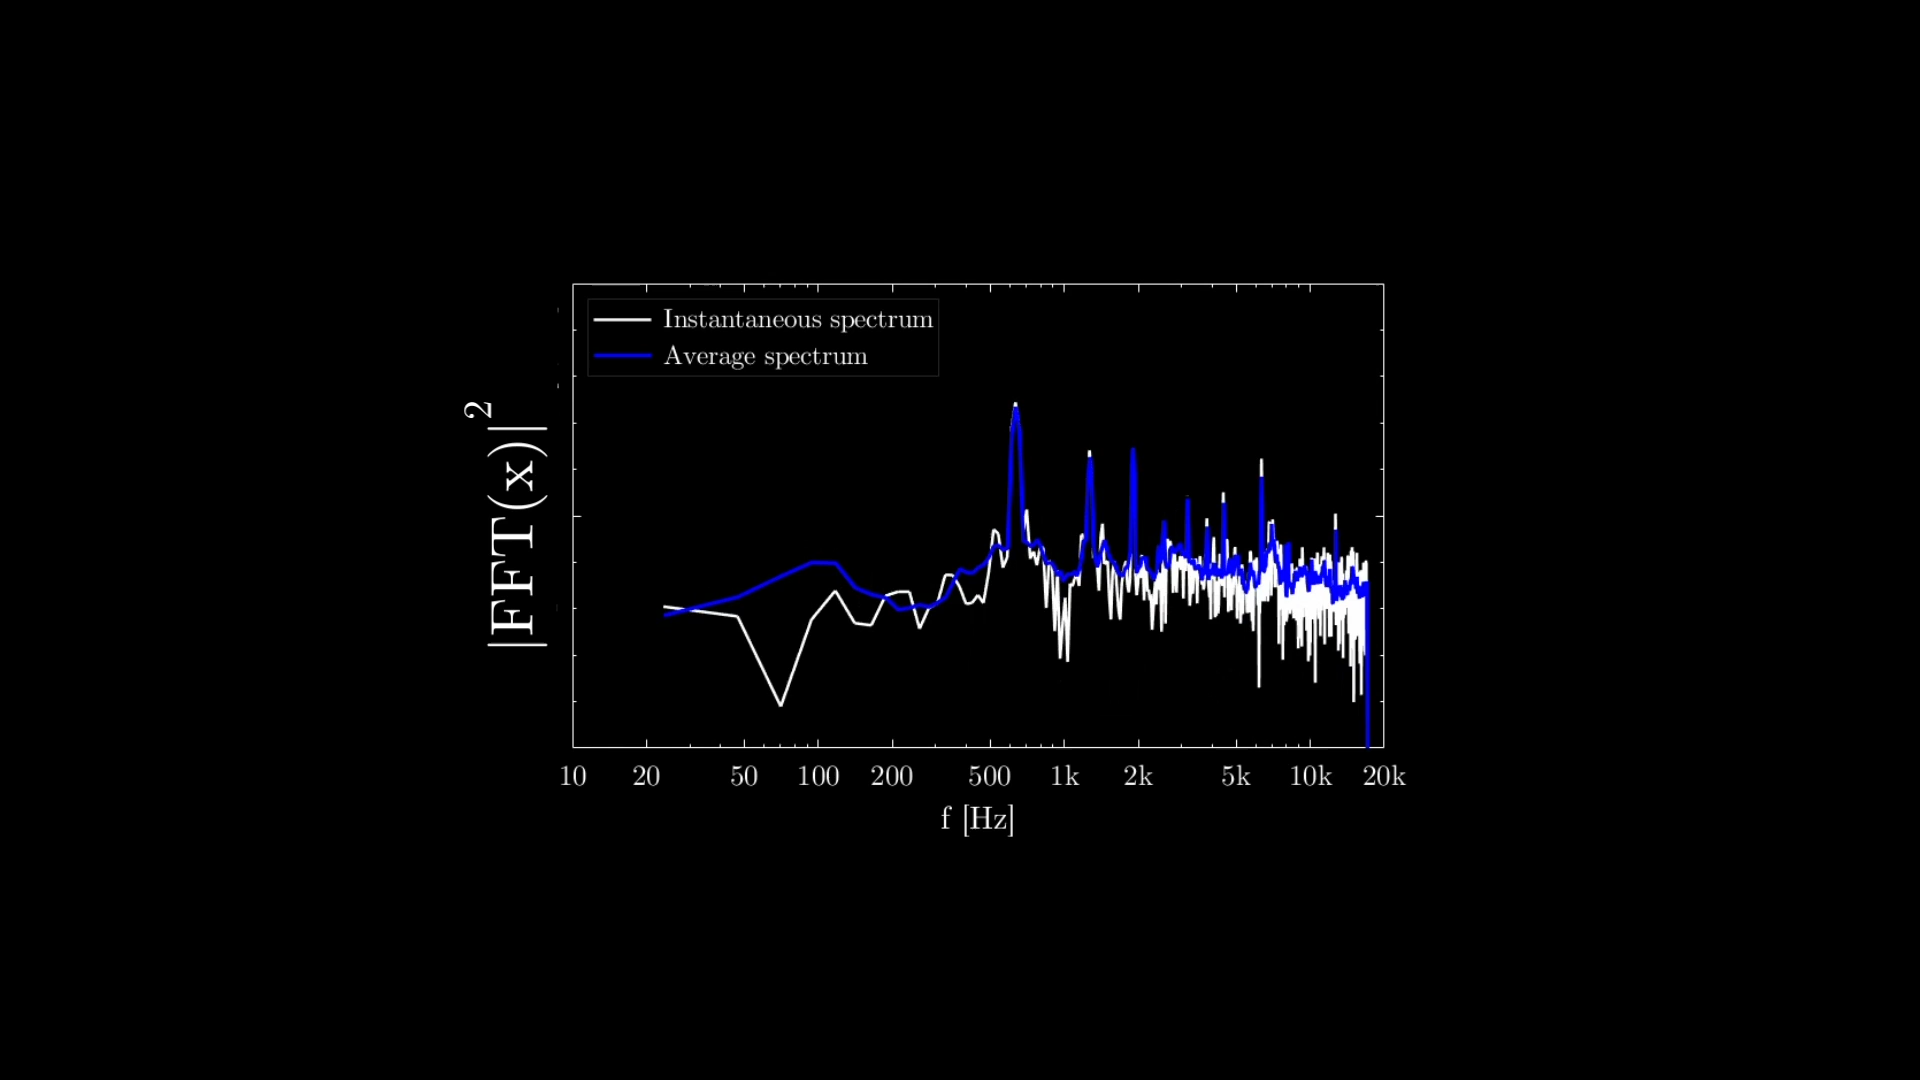 Instantaneous spectrum
Average spectrum
|FFT(x)|²
10 20 50 100 200 500 1k 2k 5k 10k 20k
f [Hz]